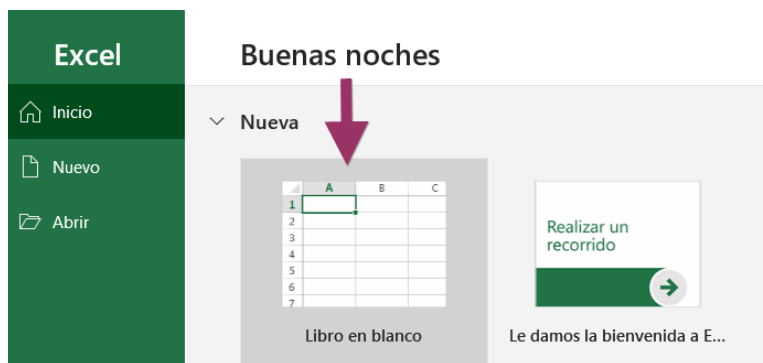 Excel
Buenas noches
Inicio
Nueva
Nuevo
Abrir
A B C
1
2
3
4
5
6
7
Realizar un
recorrido
Libro en blanco
Le damos la bienvenida a E...